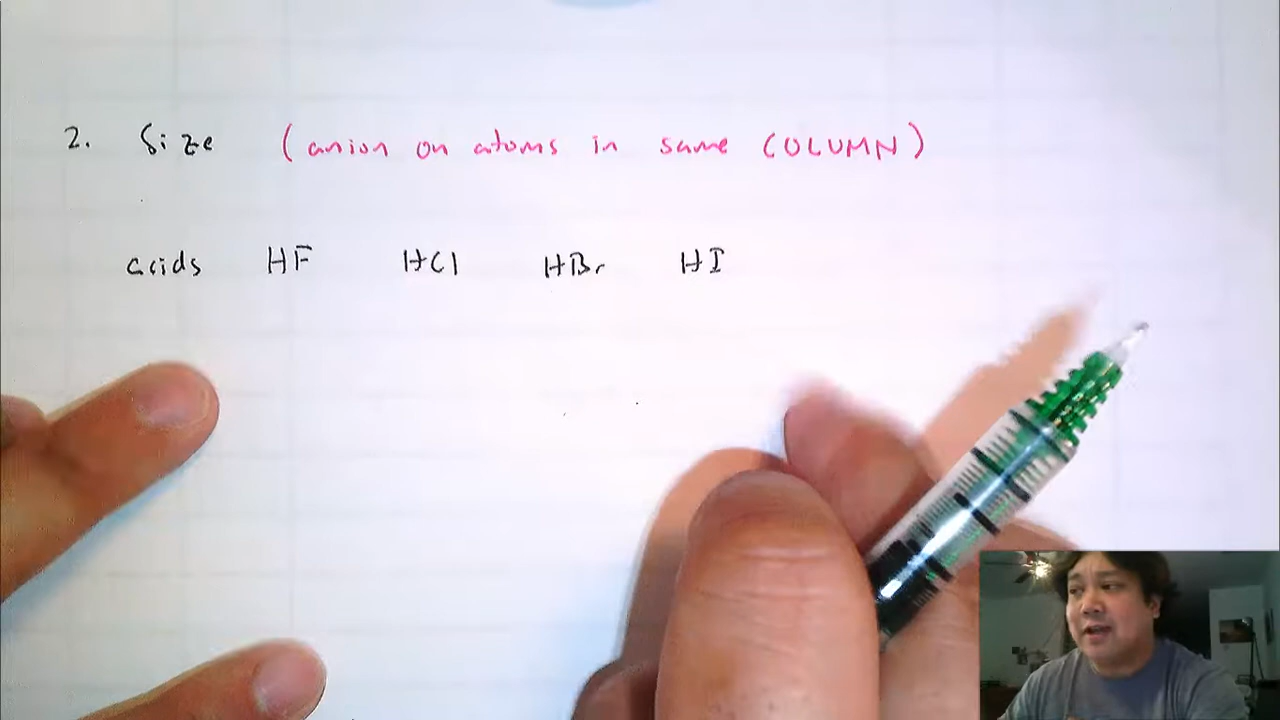 2. Size (anion on atoms in same COLUMN)
acids HF HCl HBr HI